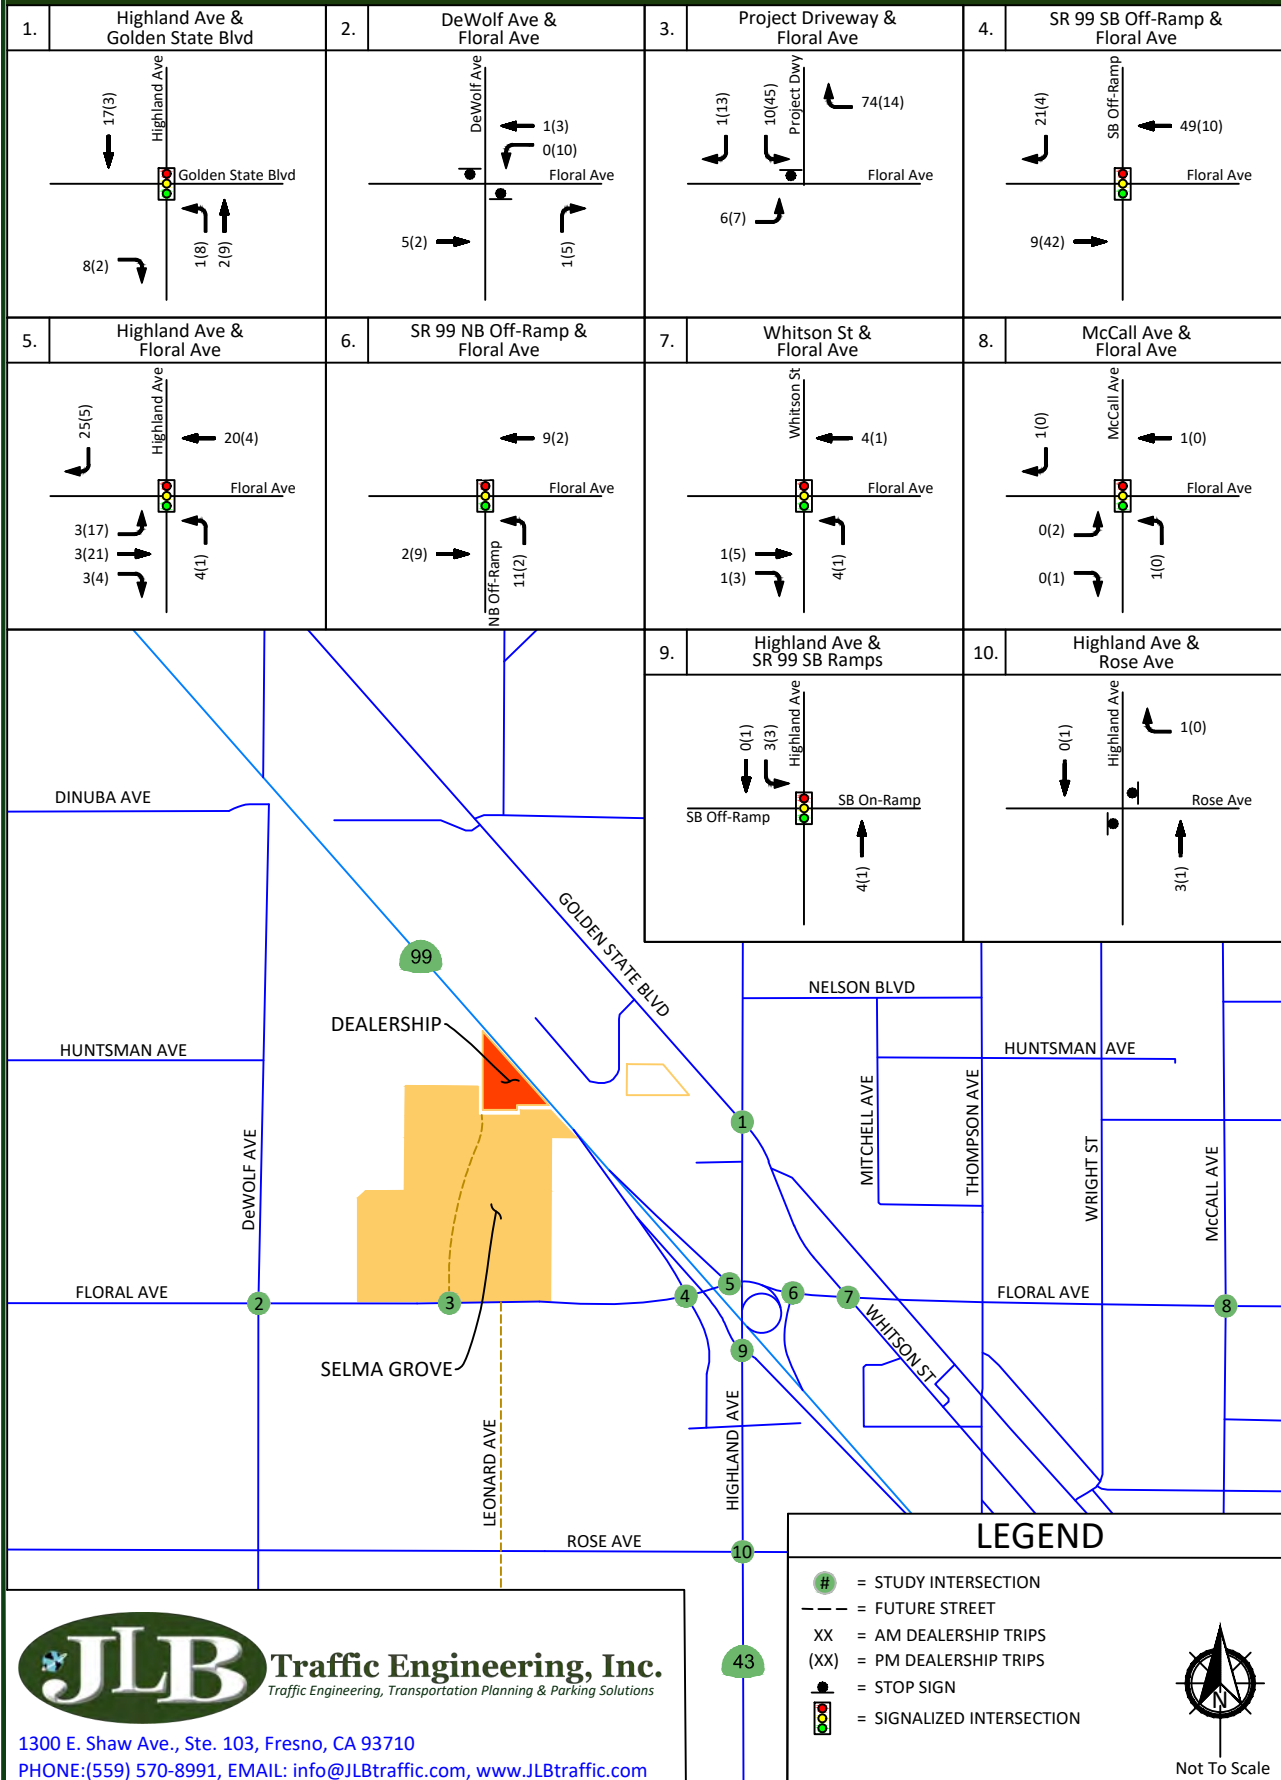 1.
Highland Ave &
Golden State Blvd
17(3)
Highland Ave
Golden State Blvd
8(2)
1(8)
2(9)
2.
DeWolf Ave &
Floral Ave
DeWolf Ave
1(3)
0(10)
Floral Ave
5(2)
1(5)
3.
Project Driveway &
Floral Ave
1(13)
10(45)
Project Dwy
74(14)
Floral Ave
6(7)
4.
SR 99 SB Off-Ramp &
Floral Ave
21(4)
SB Off-Ramp
49(10)
Floral Ave
9(42)
5.
Highland Ave &
Floral Ave
25(5)
Highland Ave
20(4)
Floral Ave
3(17)
3(21)
3(4)
4(1)
6.
SR 99 NB Off-Ramp &
Floral Ave
9(2)
Floral Ave
2(9)
NB Off-Ramp
11(2)
7.
Whitson St &
Floral Ave
Whitson St
4(1)
Floral Ave
1(5)
1(3)
4(1)
8.
McCall Ave &
Floral Ave
1(0)
McCall Ave
1(0)
Floral Ave
0(2)
0(1)
1(0)
9.
Highland Ave &
SR 99 SB Ramps
0(1)
3(3)
Highland Ave
SB On-Ramp
SB Off-Ramp
4(1)
10.
Highland Ave &
Rose Ave
0(1)
Highland Ave
1(0)
Rose Ave
3(1)
DINUBA AVE
GOLDEN STATE BLVD
99
NELSON BLVD
DEALERSHIP
HUNTSMAN AVE
HUNTSMAN AVE
MITCHELL AVE
THOMPSON AVE
WRIGHT ST
McCALL AVE
DeWOLF AVE
1
FLORAL AVE
2
3
4
5
6
7
FLORAL AVE
8
9
WHITSON ST
SELMA GROVE
LEONARD AVE
HIGHLAND AVE
ROSE AVE
10
43
LEGEND
# = STUDY INTERSECTION
= FUTURE STREET
XX = AM DEALERSHIP TRIPS
(XX) = PM DEALERSHIP TRIPS
= STOP SIGN
= SIGNALIZED INTERSECTION
N
Not To Scale
JLB
Traffic Engineering, Inc.
Traffic Engineering, Transportation Planning & Parking Solutions
1300 E. Shaw Ave., Ste. 103, Fresno, CA 93710
PHONE:(559) 570-8991, EMAIL: info@JLBtraffic.com, www.JLBtraffic.com